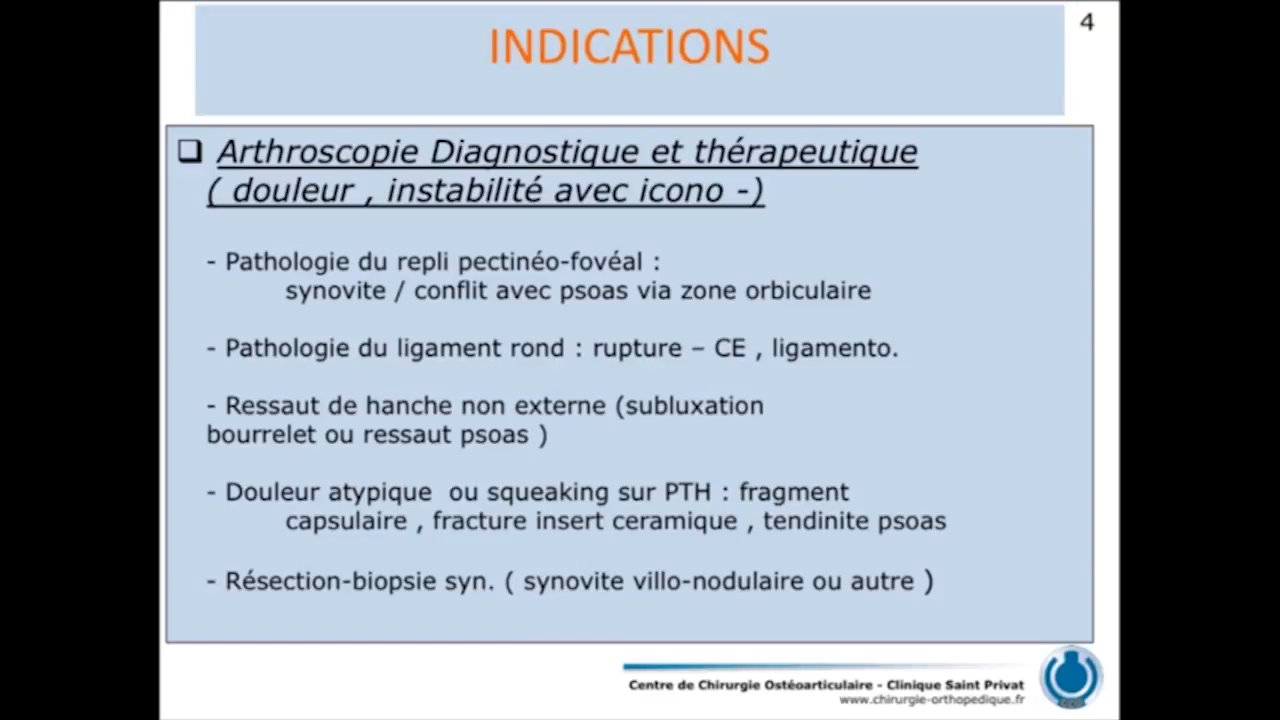 INDICATIONS
4
❑ Arthroscopie Diagnostique et thérapeutique
( douleur , instabilité avec icono -)
- Pathologie du repli pectinéo-fovéal :
synovite / conflit avec psoas via zone orbiculaire
- Pathologie du ligament rond : rupture – CE , ligamento.
- Ressaut de hanche non externe (subluxation
bourrelet ou ressaut psoas )
- Douleur atypique  ou squeaking sur PTH : fragment
capsulaire , fracture insert ceramique , tendinite psoas
- Résection-biopsie syn. ( synovite villo-nodulaire ou autre )
Centre de Chirurgie Ostéoarticulaire - Clinique Saint Privat
www.chirurgie-orthopedique.fr